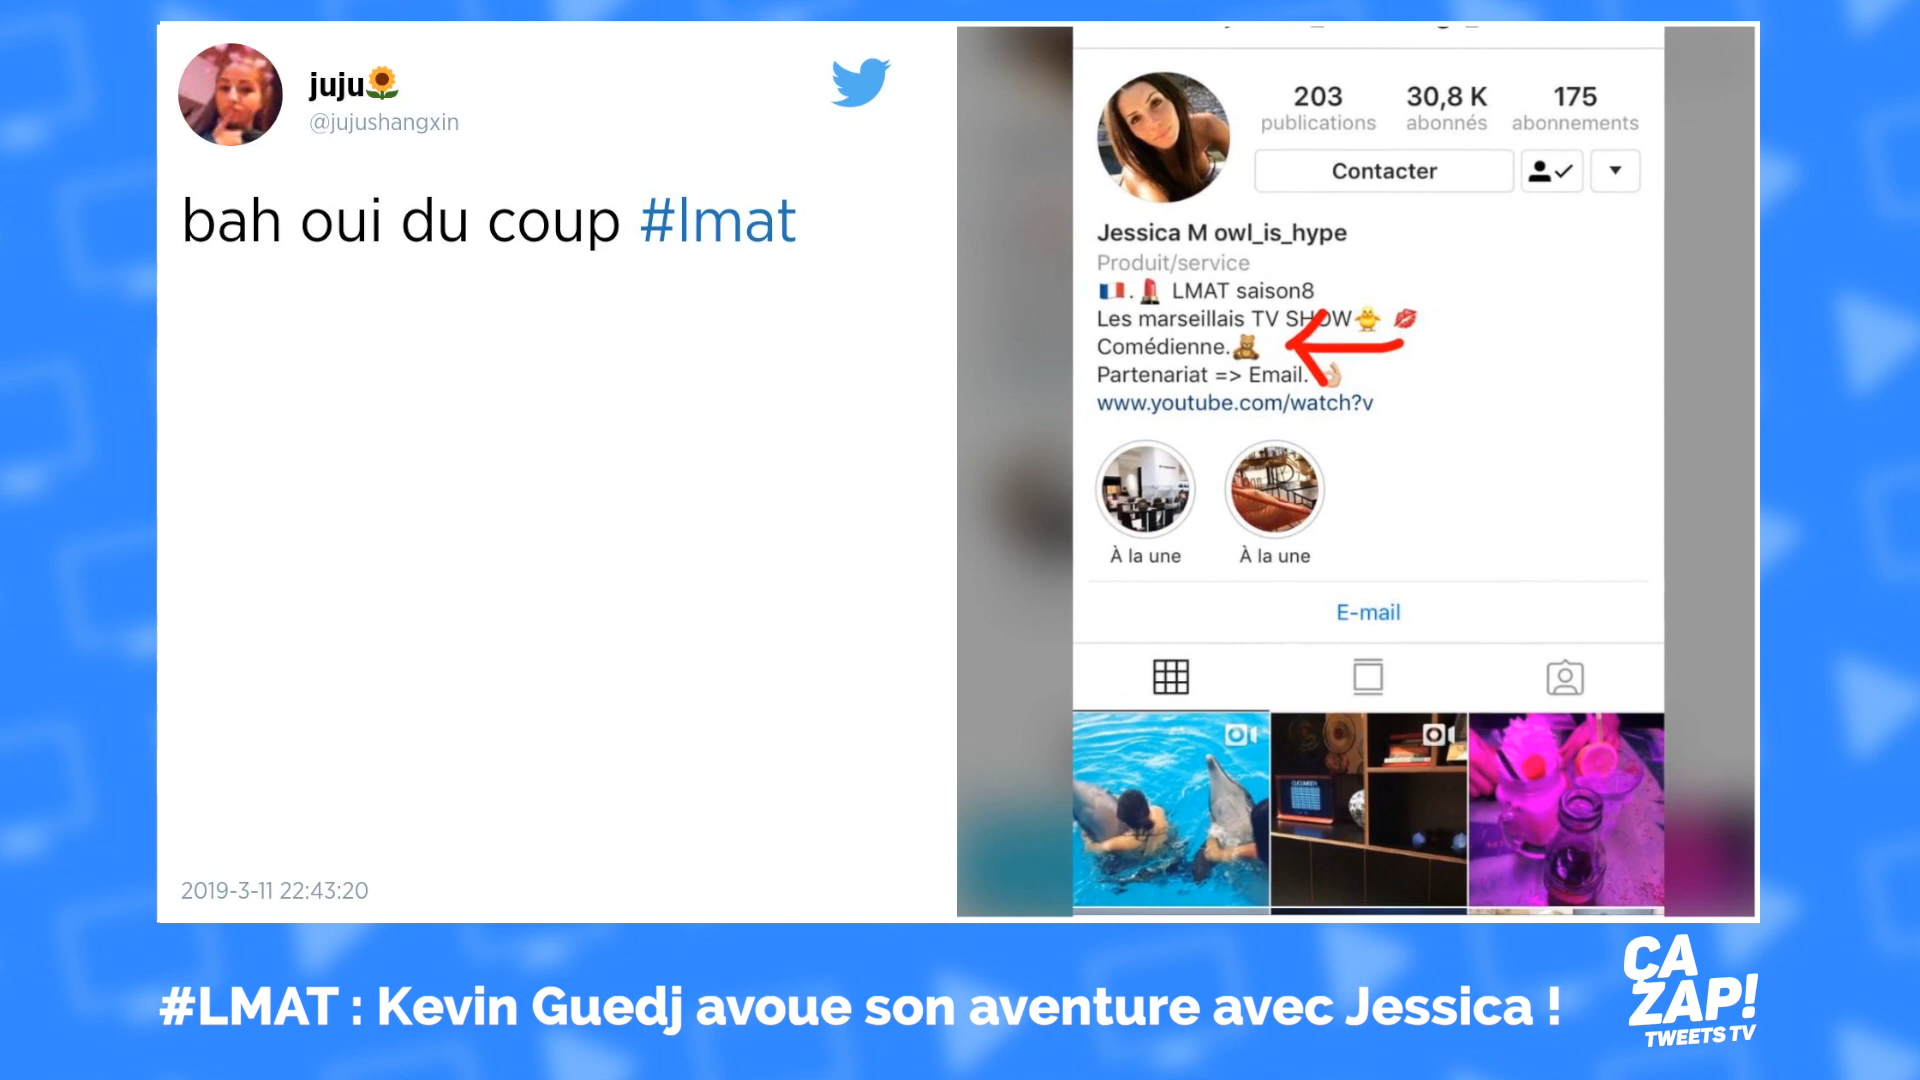 juju🌻
@jujushangxin
bah oui du coup #lmat
2019-3-11 22:43:20
203
publications
30,8 K
abonnés
175
abonnements
Contacter
Jessica M owl_is_hype
Produit/service
🇫🇷.💄 LMAT saison8
Les marseillais TV SHOW🐥 💋
Comédienne.🧸
Partenariat => Email. 👌🏻
www.youtube.com/watch?v
À la une
À la une
E-mail
#LMAT : Kevin Guedj avoue son aventure avec Jessica !
CA
ZAP!
TWEETS TV